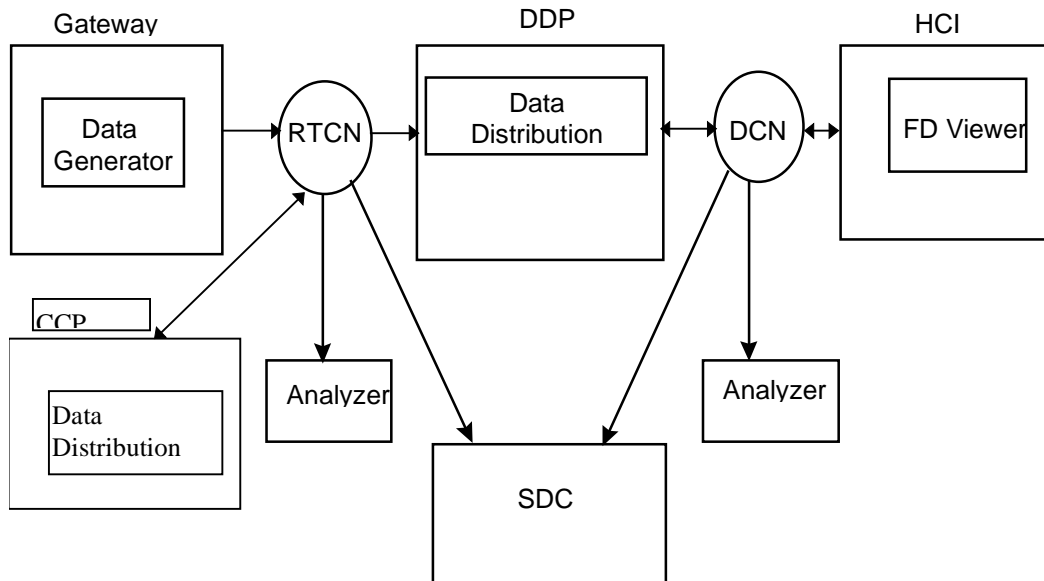 Gateway
DDP
HCI
Data
Generator
RTCN
Data
Distribution
DCN
FD Viewer
CCP
Data
Distribution
Analyzer
Analyzer
SDC